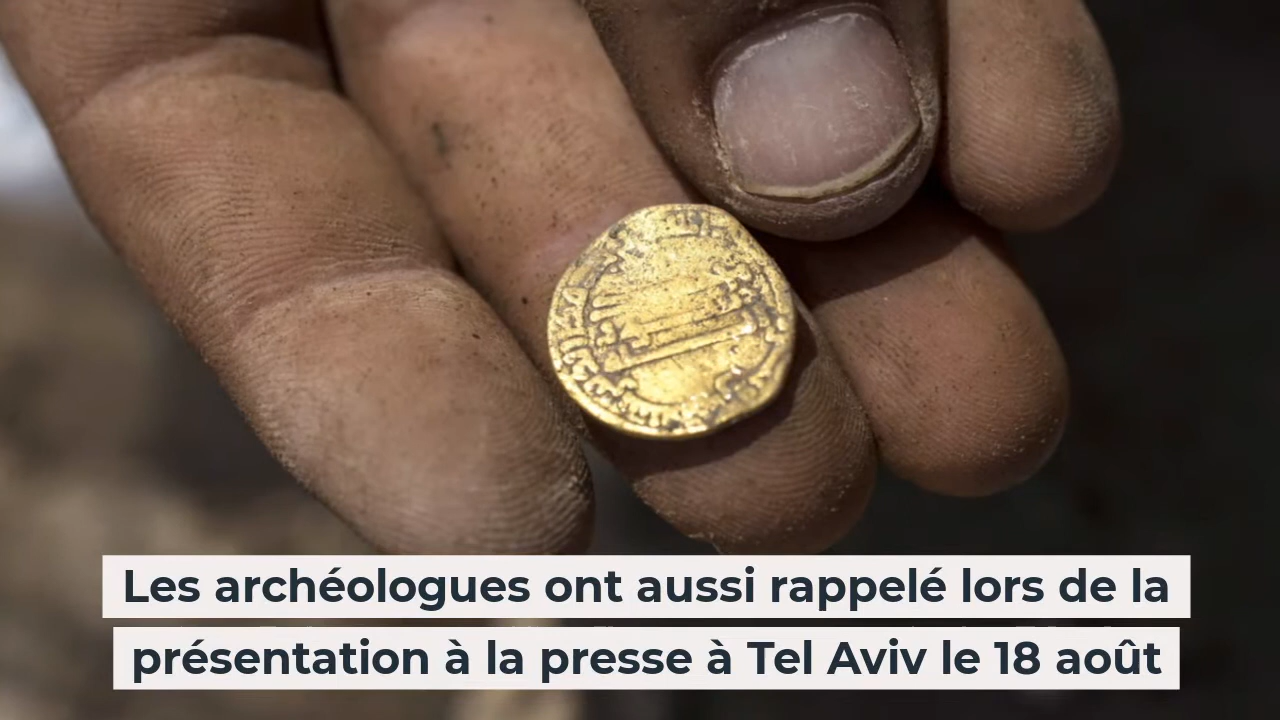 Les archéologues ont aussi rappelé lors de la
présentation à la presse à Tel Aviv le 18 août